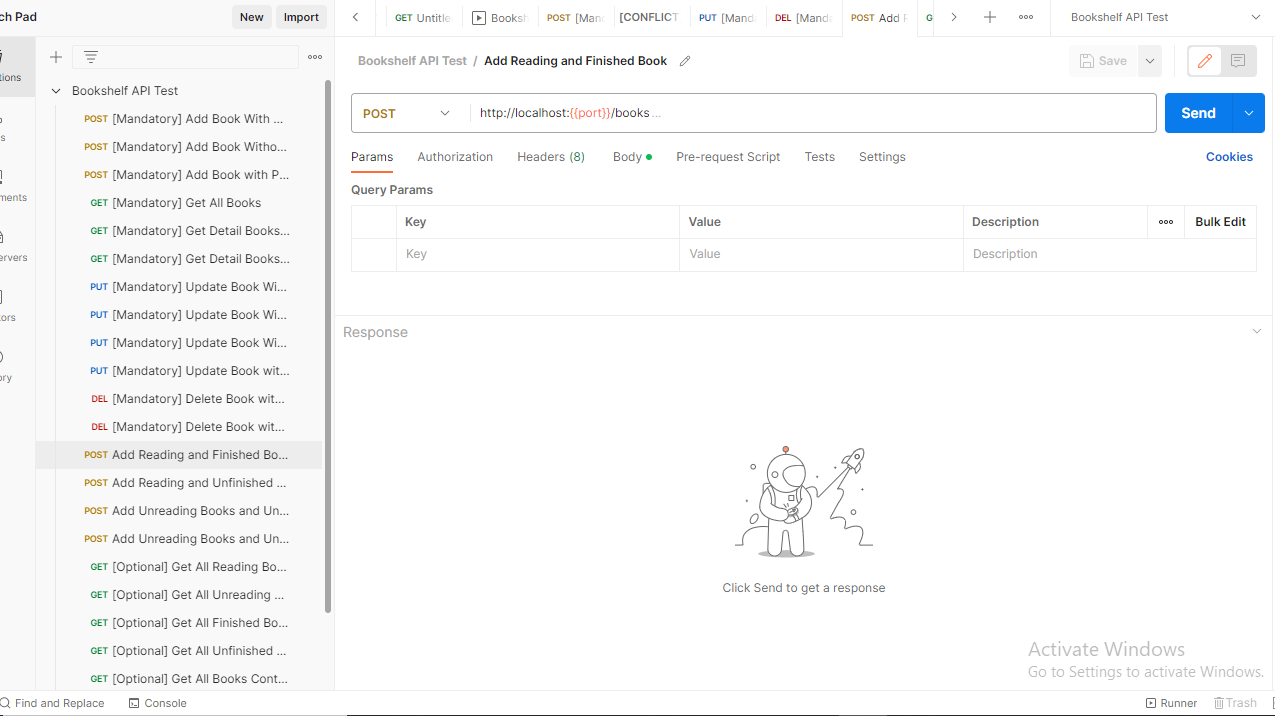 ch Pad
New
Import
GET Untitle
Booksh
POST [Man
[CONFLICT
PUT [Manda
DEL [Manda
POST Add R
G
Bookshelf API Test
tions
Bookshelf API Test / Add Reading and Finished Book
Save
Bookshelf API Test
POST [Mandatory] Add Book With ...
POST [Mandatory] Add Book Witho...
POST [Mandatory] Add Book with P...
GET [Mandatory] Get All Books
GET [Mandatory] Get Detail Books...
GET [Mandatory] Get Detail Books...
PUT [Mandatory] Update Book Wi...
PUT [Mandatory] Update Book Wi...
PUT [Mandatory] Update Book Wi...
PUT [Mandatory] Update Book wit...
DEL [Mandatory] Delete Book wit...
DEL [Mandatory] Delete Book wit...
POST Add Reading and Finished Bo...
POST Add Reading and Unfinished ...
POST Add Unreading Books and Un...
POST Add Unreading Books and Un...
GET [Optional] Get All Reading Bo...
GET [Optional] Get All Unreading ...
GET [Optional] Get All Finished Bo...
GET [Optional] Get All Unfinished ...
GET [Optional] Get All Books Cont...
s
ments
ervers
tors
ory
POST
http://localhost:{{port}}/books ...
Send
Params
Authorization
Headers (8)
Body
Pre-request Script
Tests
Settings
Cookies
Query Params
Key
Value
Description
Bulk Edit
Key
Value
Description
Response
Click Send to get a response
Activate Windows
Go to Settings to activate Windows.
Find and Replace
Console
Runner
Trash